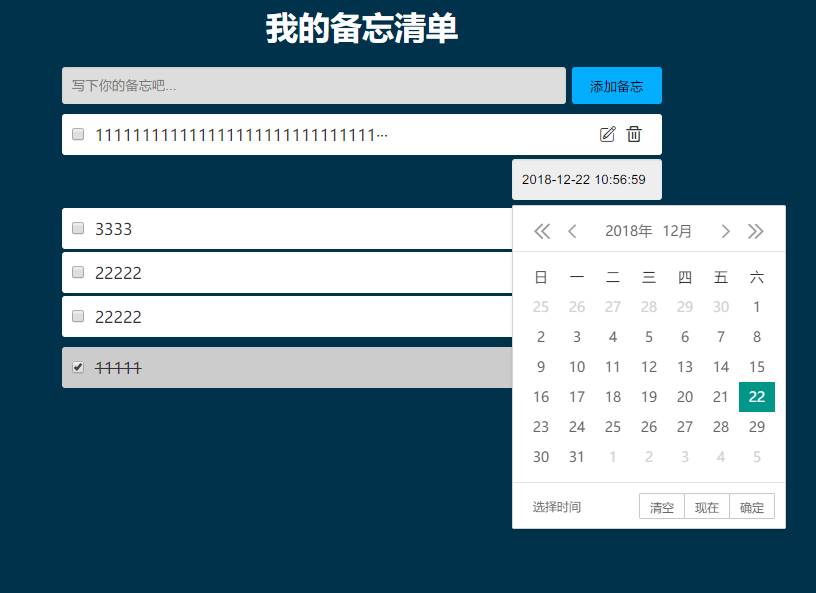 我的备忘清单
写下你的备忘吧...
添加备忘
1111111111111111111111111111111···
2018-12-22 10:56:59
3333
22222
22222
11111
2018年 12月
日 一 二 三 四 五 六
25 26 27 28 29 30 1
2 3 4 5 6 7 8
9 10 11 12 13 14 15
16 17 18 19 20 21 22
23 24 25 26 27 28 29
30 31 1 2 3 4 5
选择时间 清空 现在 确定